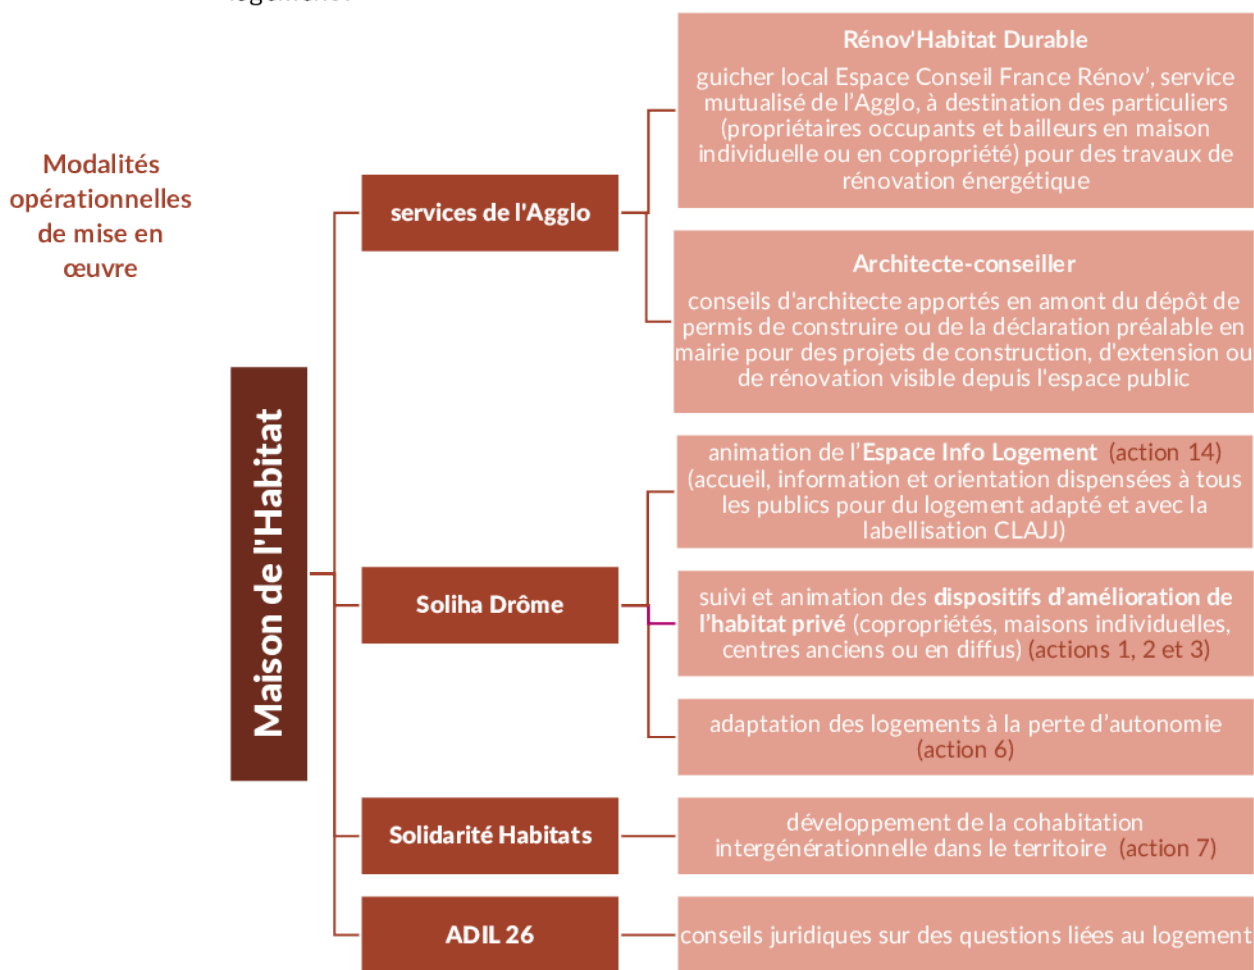 Modalités
opérationnelles
de mise en
œuvre
Maison de l'Habitat
services de l'Agglo
Rénov'Habitat Durable
guicher local Espace Conseil France Rénov’, service
mutualisé de l’Agglo, à destination des particuliers
(propriétaires occupants et bailleurs en maison
individuelle ou en copropriété) pour des travaux de
rénovation énergétique
Architecte-conseiller
conseils d'architecte apportés en amont du dépôt de
permis de construire ou de la déclaration préalable en
mairie pour des projets de construction, d'extension ou
de rénovation visible depuis l'espace public
Soliha Drôme
animation de l’Espace Info Logement (action 14)
(accueil, information et orientation dispensées à tous
les publics pour du logement adapté et avec la
labellisation CLAJJ)
suivi et animation des dispositifs d’amélioration de
l’habitat privé (copropriétés, maisons individuelles,
centres anciens ou en diffus) (actions 1, 2 et 3)
adaptation des logements à la perte d’autonomie
(action 6)
Solidarité Habitats
développement de la cohabitation
intergénérationnelle dans le territoire (action 7)
ADIL 26
conseils juridiques sur des questions liées au logement